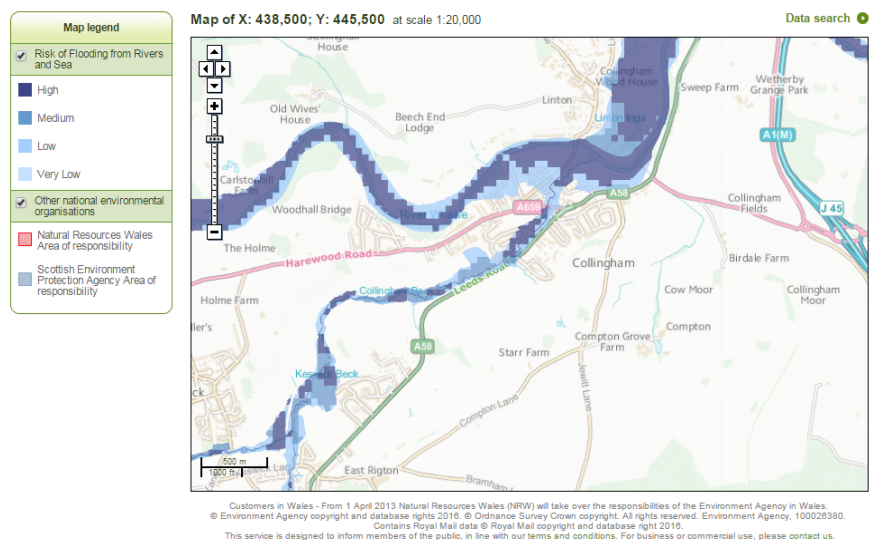 Map legend
Risk of Flooding from Rivers
and Sea
High
Medium
Low
Very Low
Other national environmental
organisations
Natural Resources Wales
Area of responsibility
Scottish Environment
Protection Agency Area of
responsibility
Map of X: 438,500; Y: 445,500 at scale 1:20,000
Data search
House
Collingham
Wood House
Sweep Farm
Wetherby
Grange Park
Old Wives'
House
Beech End
Lodge
Linton
Linton Ings
A1(M)
Carlstonhill
Farm
Woodhall Bridge
River Wharfe
A659
A58
Collingham
Fields
J 45
The Holme
Harewood Road
Collingham
Birdale Farm
Holme Farm
Collingham Beck
Leeds Road
Cow Moor
Collingham
Moor
ller's
A58
Starr Farm
Compton Grove
Farm
Compton
Keswick Beck
ck
Compton Lane
Jewitt Lane
500 m
1000 ft
East Rigton
Bramham
Customers in Wales - From 1 April 2013 Natural Resources Wales (NRW) will take over the responsibilities of the Environment Agency in Wales.
© Environment Agency copyright and database rights 2016. © Ordnance Survey Crown copyright. All rights reserved. Environment Agency, 100026380.
Contains Royal Mail data © Royal Mail copyright and database right 2016.
This service is designed to inform members of the public, in line with our terms and conditions. For business or commercial use, please contact us.